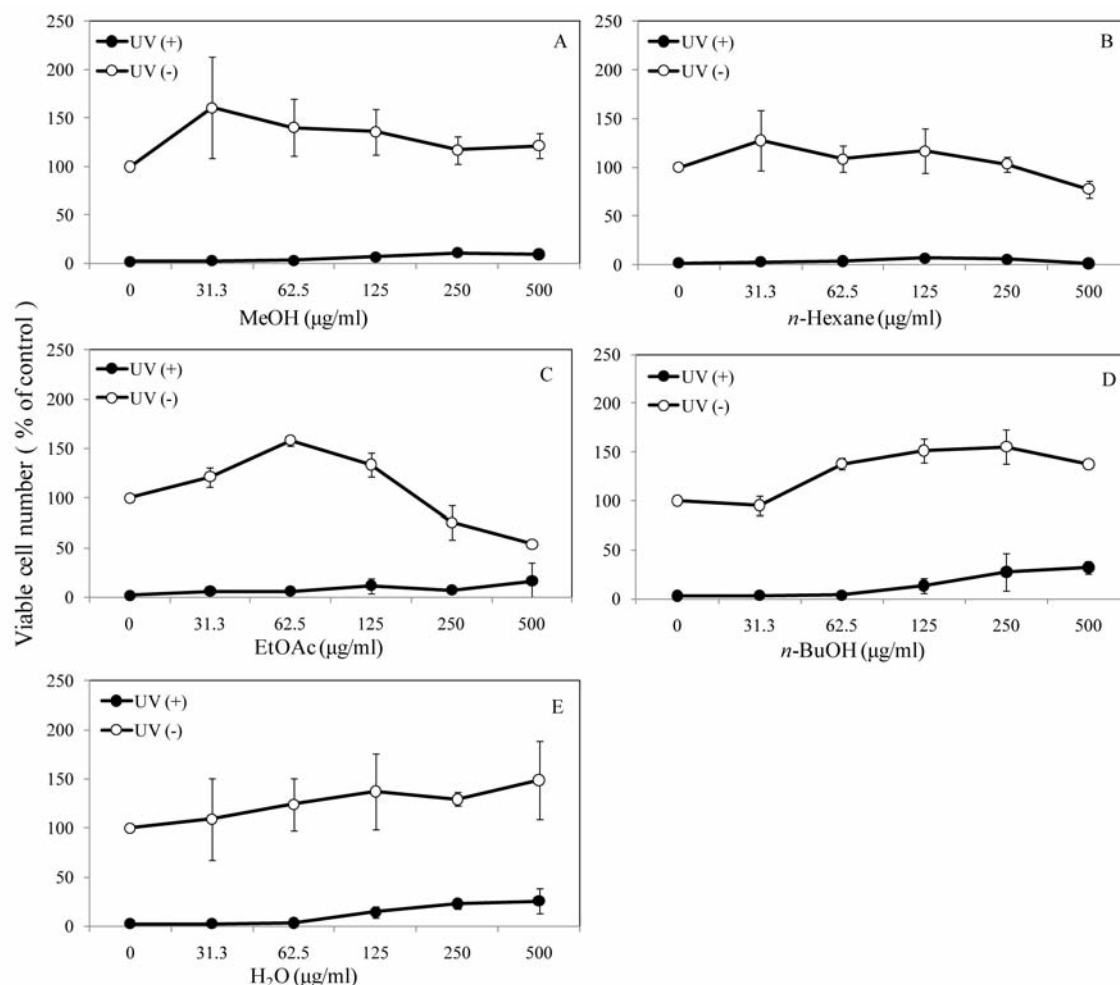 Viable cell number ( % of control )
250
200
150
100
50
0
UV (+)
UV (-)
A
0 31.3 62.5 125 250 500
MeOH (μg/ml)
250
200
150
100
50
0
UV (+)
UV (-)
B
0 31.3 62.5 125 250 500
n-Hexane (μg/ml)
250
200
150
100
50
0
UV (+)
UV (-)
C
0 31.3 62.5 125 250 500
EtOAc (μg/ml)
250
200
150
100
50
0
UV (+)
UV (-)
D
0 31.3 62.5 125 250 500
n-BuOH (μg/ml)
250
200
150
100
50
0
UV (+)
UV (-)
E
0 31.3 62.5 125 250 500
H₂O (μg/ml)